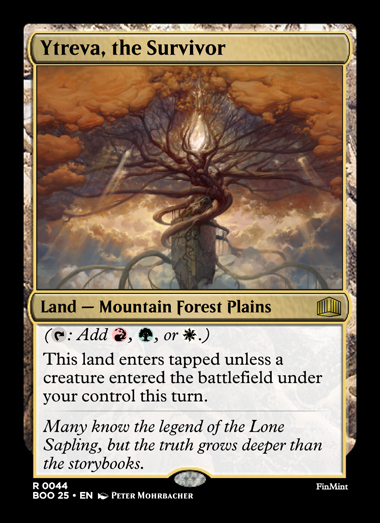 Ytreva, the Survivor
Land — Mountain Forest Plains
(: Add , , or .)
This land enters tapped unless a
creature entered the battlefield under
your control this turn.
Many know the legend of the Lone
Sapling, but the truth grows deeper than
the storybooks.
R 0044
FinMint
BOO 25 • EN Peter Mohrbacher